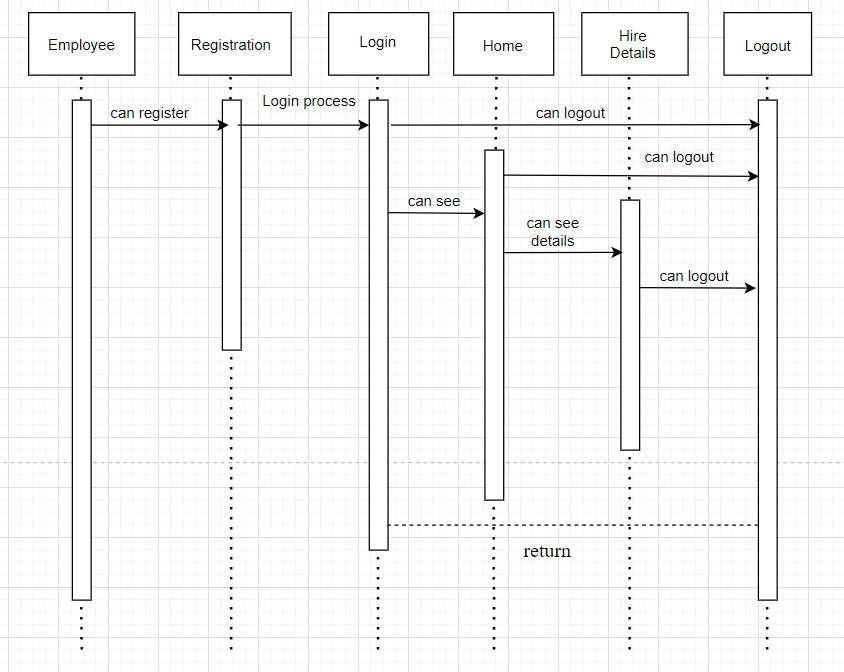 Employee
Registration
Login
Home
Hire
Details
Logout
can register
Login process
can logout
can logout
can see
can see
details
can logout
return